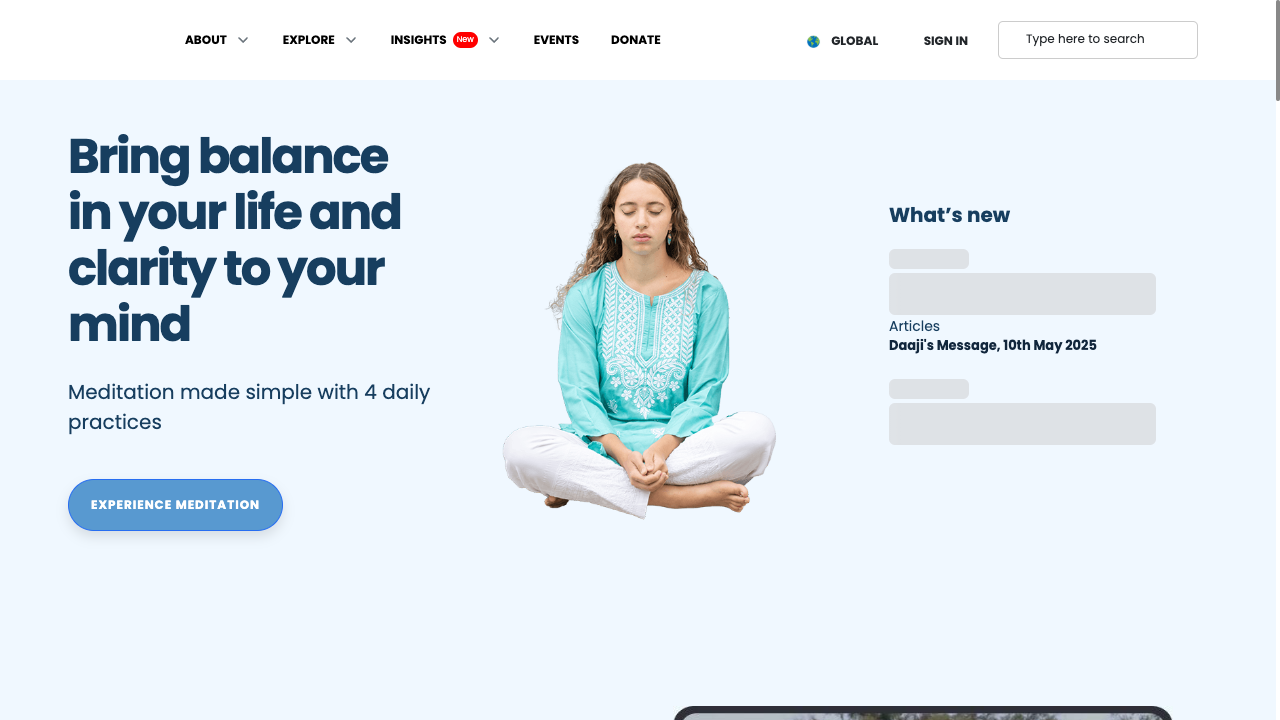 ABOUT
EXPLORE
INSIGHTS New
EVENTS
DONATE
GLOBAL
SIGN IN
Type here to search
Bring balance
in your life and
clarity to your
mind
Meditation made simple with 4 daily
practices
EXPERIENCE MEDITATION
What’s new
Articles
Daaji's Message, 10th May 2025